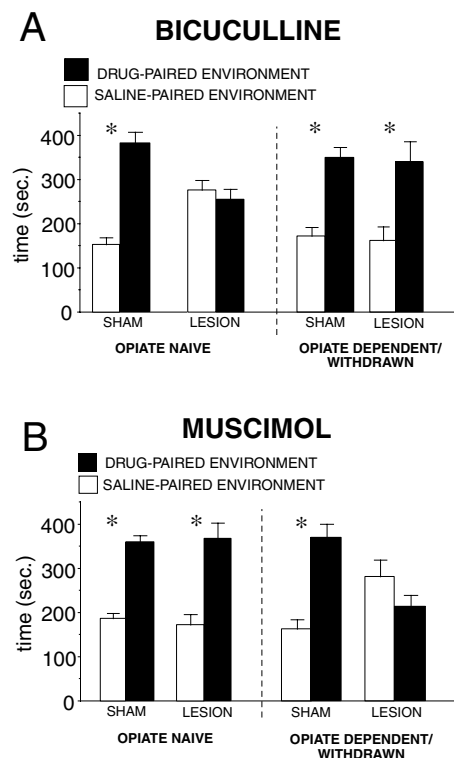 A
BICUCULLINE
DRUG-PAIRED ENVIRONMENT
SALINE-PAIRED ENVIRONMENT
time (sec.)
400
300
200
100
0
*
*
*
SHAM
LESION
SHAM
LESION
OPIATE NAIVE
OPIATE DEPENDENT/
WITHDRAWN
B
MUSCIMOL
DRUG-PAIRED ENVIRONMENT
SALINE-PAIRED ENVIRONMENT
time (sec.)
400
300
200
100
0
*
*
*
SHAM
LESION
SHAM
LESION
OPIATE NAIVE
OPIATE DEPENDENT/
WITHDRAWN